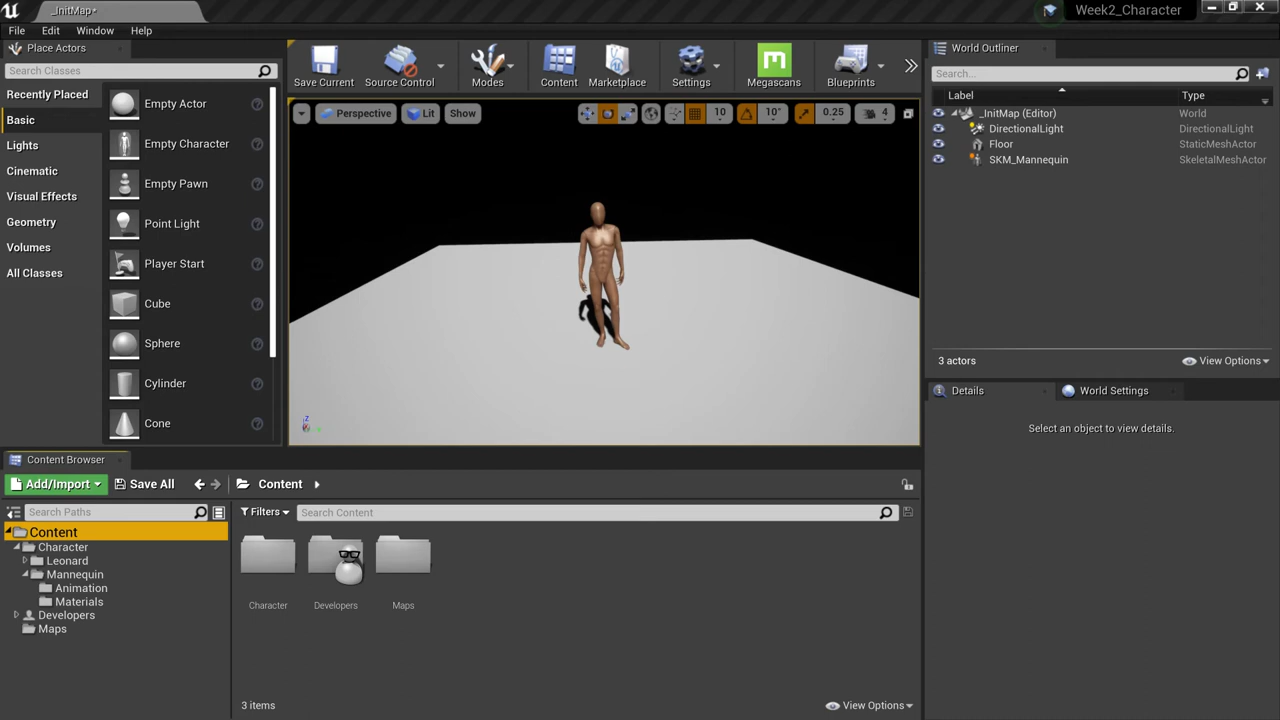 _InitMap*
Week2_Character
File Edit Window Help
Place Actors
Search Classes
Recently Placed
Basic
Lights
Cinematic
Visual Effects
Geometry
Volumes
All Classes
Empty Actor
Empty Character
Empty Pawn
Point Light
Player Start
Cube
Sphere
Cylinder
Cone
Save Current Source Control Modes Content Marketplace Settings Megascans Blueprints
Perspective Lit Show 10 10° 0.25 4
Z
World Outliner
Search...
Label Type
_InitMap (Editor) World
DirectionalLight DirectionalLight
Floor StaticMeshActor
SKM_Mannequin SkeletalMeshActor
3 actors View Options
Details World Settings
Select an object to view details.
Content Browser
Add/Import Save All Content
Search Paths
Filters Search Content
Content
Character
Leonard
Mannequin
Animation
Materials
Developers
Maps
Character Developers Maps
3 items View Options